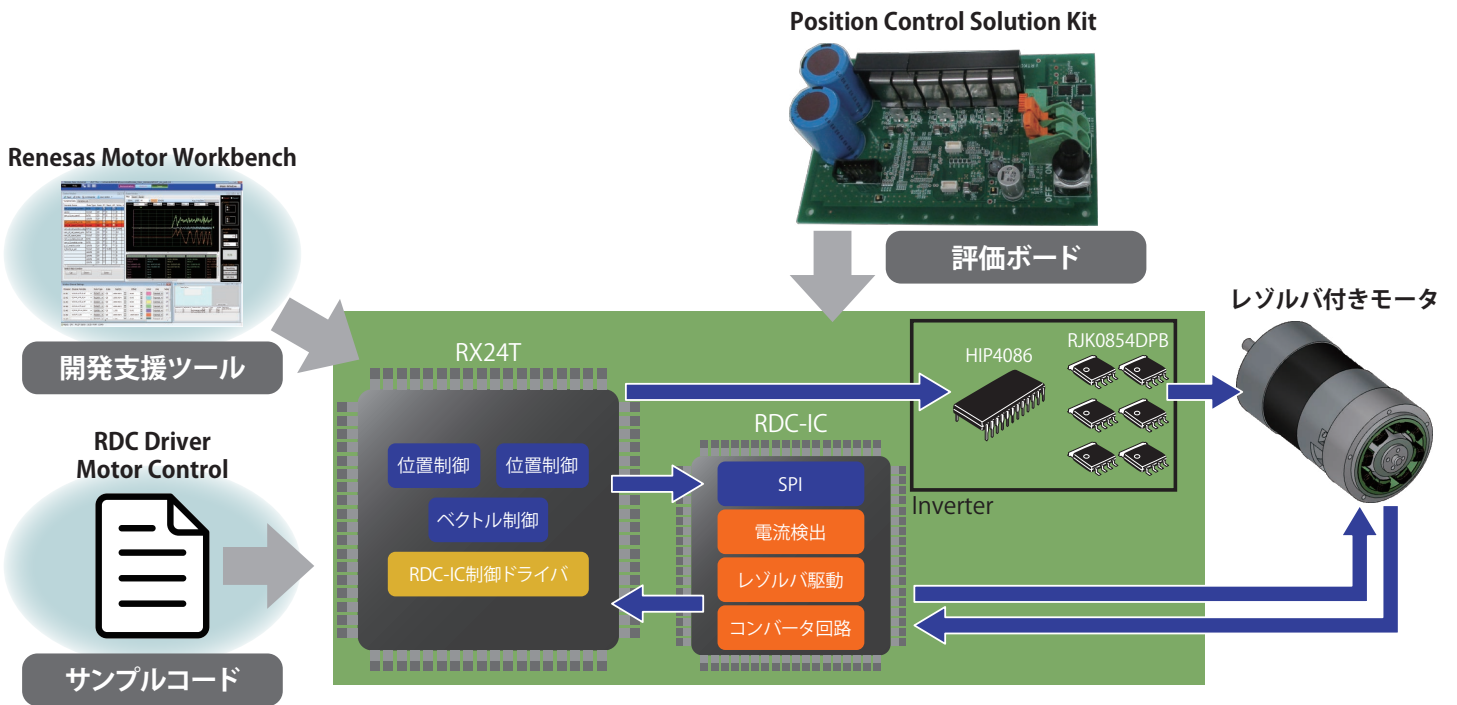 Position Control Solution Kit
Renesas Motor Workbench
評価ボード
開発支援ツール
レゾルバ付きモータ
RX24T
HIP4086
RJK0854DPB
RDC Driver
Motor Control
RDC-IC
位置制御
位置制御
SPI
Inverter
ベクトル制御
電流検出
RDC-IC制御ドライバ
レゾルバ駆動
コンバータ回路
サンプルコード
OFF
ON